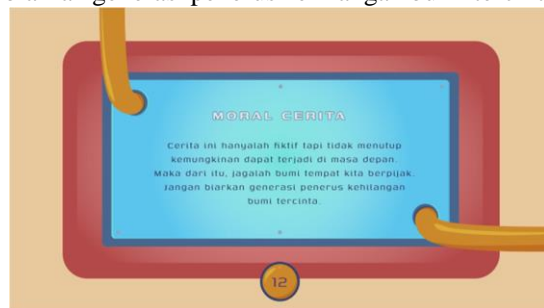 MORAL CERITA
Cerita ini hanyalah fiktif tapi tidak menutup
kemungkinan dapat terjadi di masa depan.
Maka dari itu, jagalah bumi tempat kita berpijak.
Jangan biarkan generasi penerus kehilangan
bumi tercinta.
12